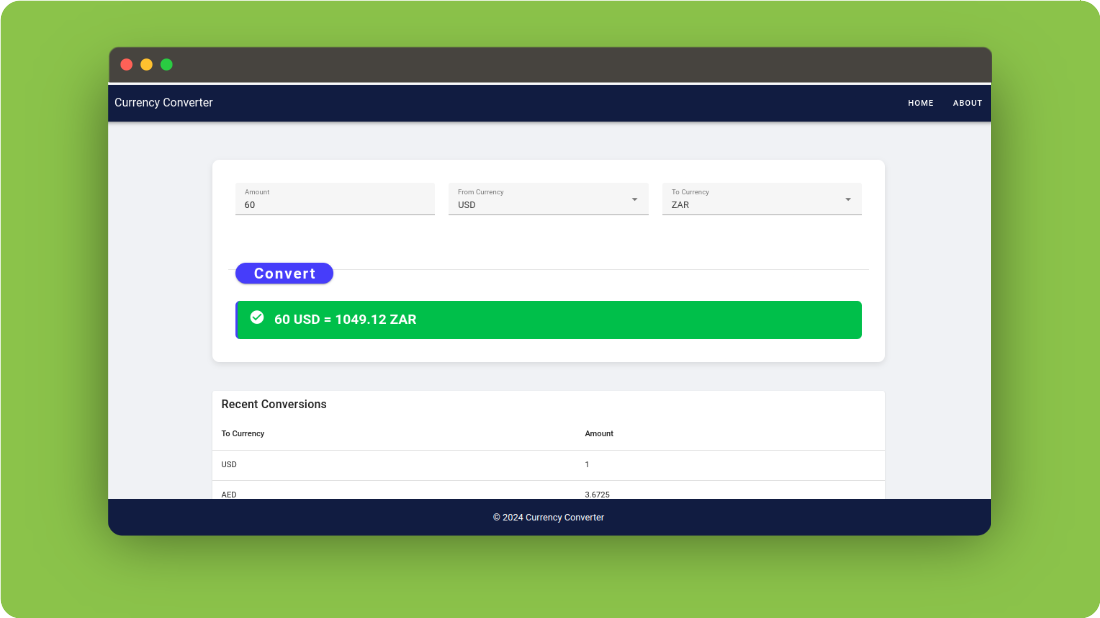 Currency Converter
HOME ABOUT
Amount
60
From Currency
USD
To Currency
ZAR
Convert
60 USD = 1049.12 ZAR
Recent Conversions
To Currency Amount
USD 1
AED 3.6725
© 2024 Currency Converter